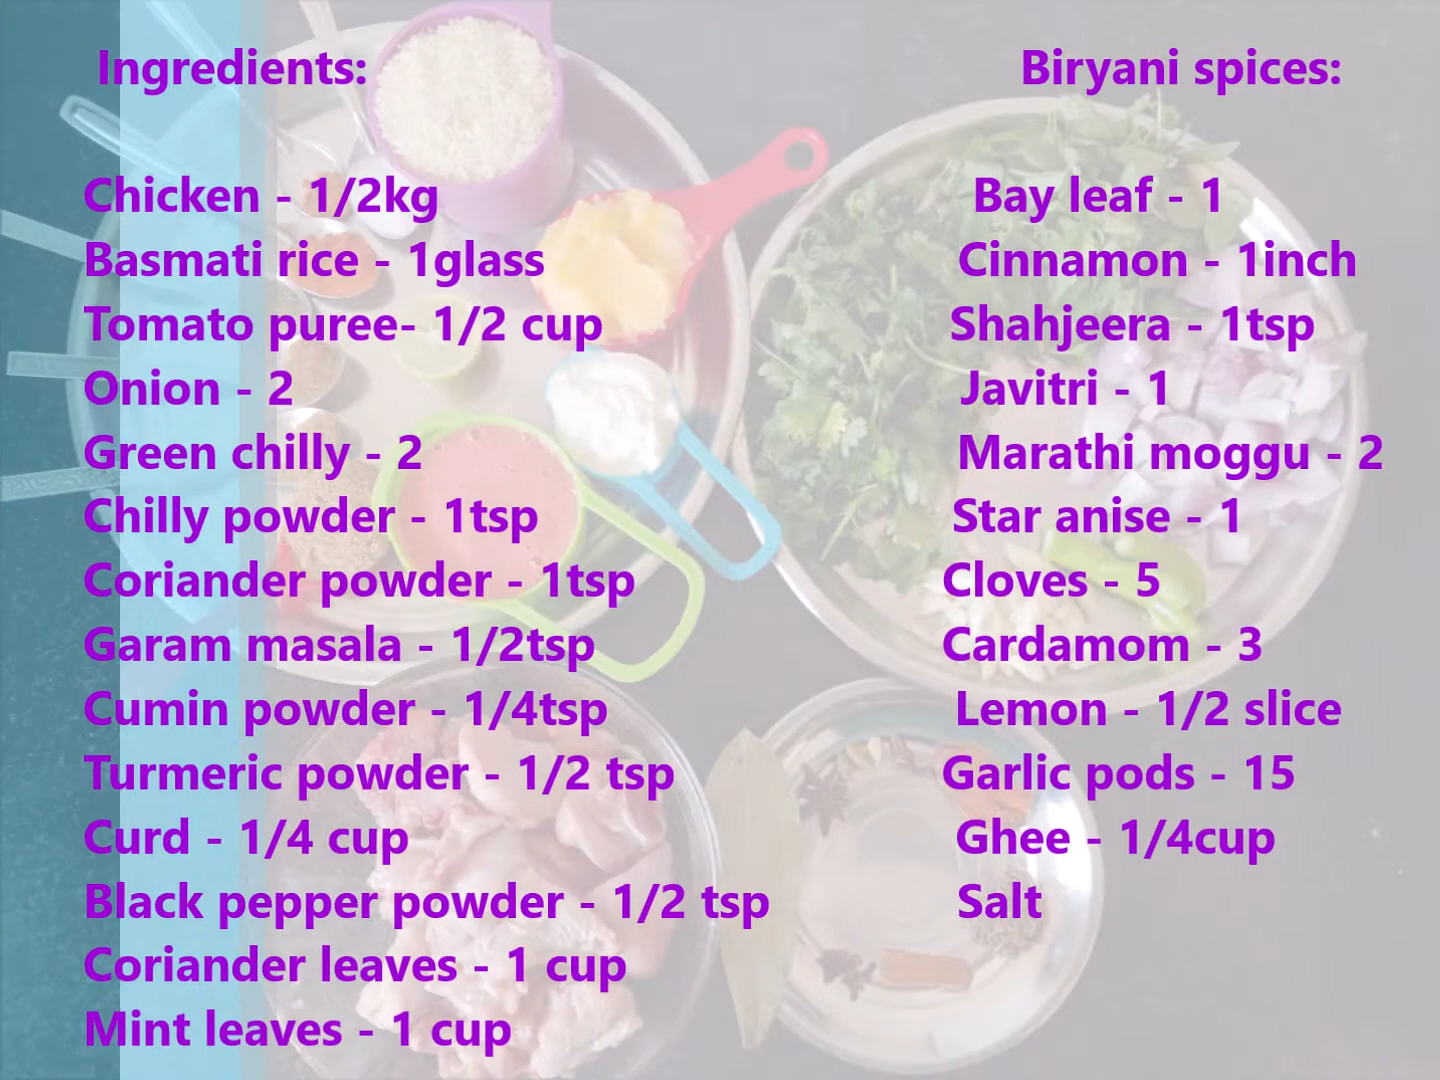 Ingredients:
Chicken - 1/2kg
Basmati rice - 1glass
Tomato puree- 1/2 cup
Onion - 2
Green chilly - 2
Chilly powder - 1tsp
Coriander powder - 1tsp
Garam masala - 1/2tsp
Cumin powder - 1/4tsp
Turmeric powder - 1/2 tsp
Curd - 1/4 cup
Black pepper powder - 1/2 tsp
Coriander leaves - 1 cup
Mint leaves - 1 cup
Biryani spices:
Bay leaf - 1
Cinnamon - 1inch
Shahjeera - 1tsp
Javitri - 1
Marathi moggu - 2
Star anise - 1
Cloves - 5
Cardamom - 3
Lemon - 1/2 slice
Garlic pods - 15
Ghee - 1/4cup
Salt